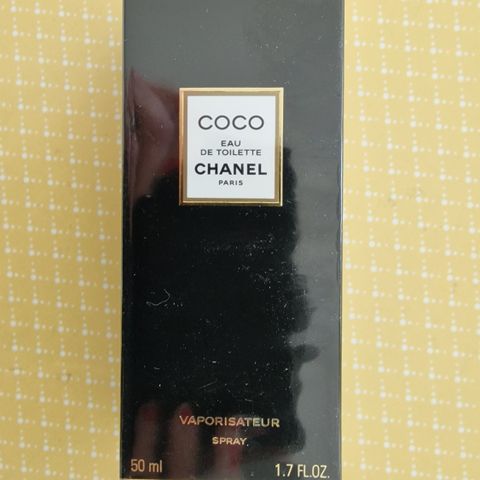 COCO
EAU
DE TOILETTE
CHANEL
PARIS
VAPORISATEUR
SPRAY
50 ml 1.7 FL.OZ.